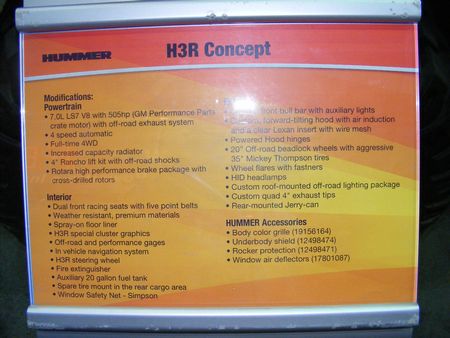 HUMMER
H3R Concept
Modifications:
Powertrain
• 7.0L LS7 V8 with 505hp (GM Performance Parts
crate motor) with off-road exhaust system
• 4 speed automatic
• Full-time 4WD
• Increased capacity radiator
• 4" Rancho lift kit with off-road shocks
• Rotara high performance brake package with
cross-drilled rotors
Interior
• Dual front racing seats with five point belts
• Weather resistant, premium materials
• Spray-on floor liner
• H3R special cluster graphics
• Off-road and performance gages
• In vehicle navigation system
• H3R steering wheel
• Fire extinguisher
• Auxiliary 20 gallon fuel tank
• Spare tire mount in the rear cargo area
• Window Safety Net - Simpson
front bull bar with auxiliary lights
forward-tilting hood with air induction
and a clear Lexan insert with wire mesh
• Powered Hood hinges
• 20" Off-road beadlock wheels with aggressive
35" Mickey Thompson tires
• Wheel flares with fastners
• HID headlamps
• Custom roof-mounted off-road lighting package
• Custom quad 4" exhaust tips
• Rear-mounted Jerry-can
HUMMER Accessories
• Body color grille (19156164)
• Underbody shield (12498474)
• Rocker protection (12498471)
• Window air deflectors (17801087)